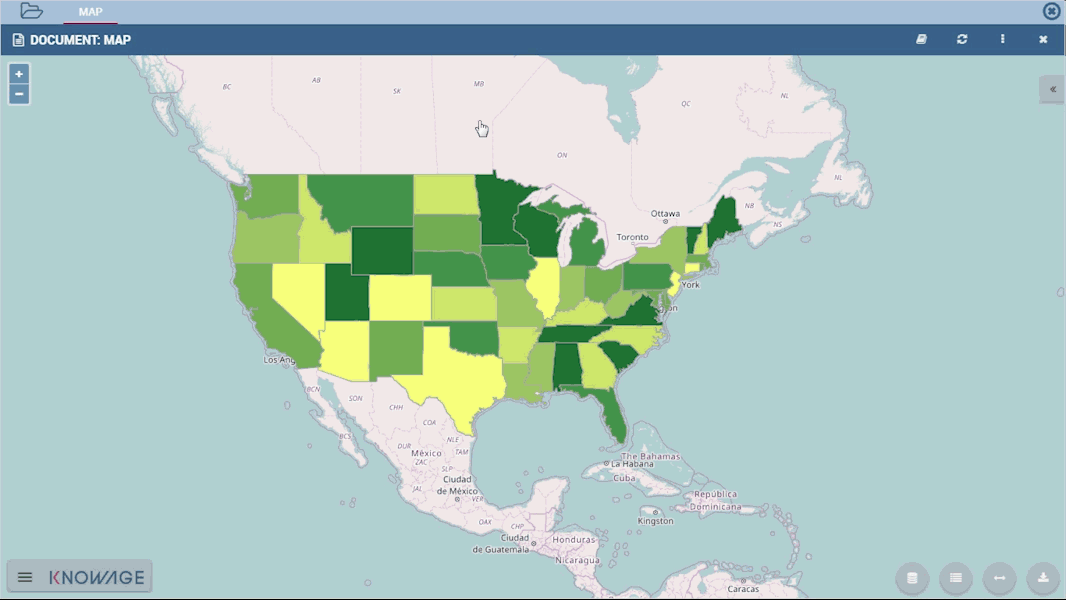 MAP
DOCUMENT: MAP
+
−
«
BC
AB
SK
MB
ON
QC
NL
NL
NB
NS
Ottawa
Toronto
York
Los Ang
BCN
SON
CHH
COA
BCS
NLE
DUR
TAM
México
ZAC
SLP
JAL
Ciudad
de México
VER
OAX
CHP
The Bahamas
La Habana
Cuba
República
Dominicana
Kingston
Ciudad
de Guatemala
Honduras
Nicaragua
Caracas
KNOWAGE